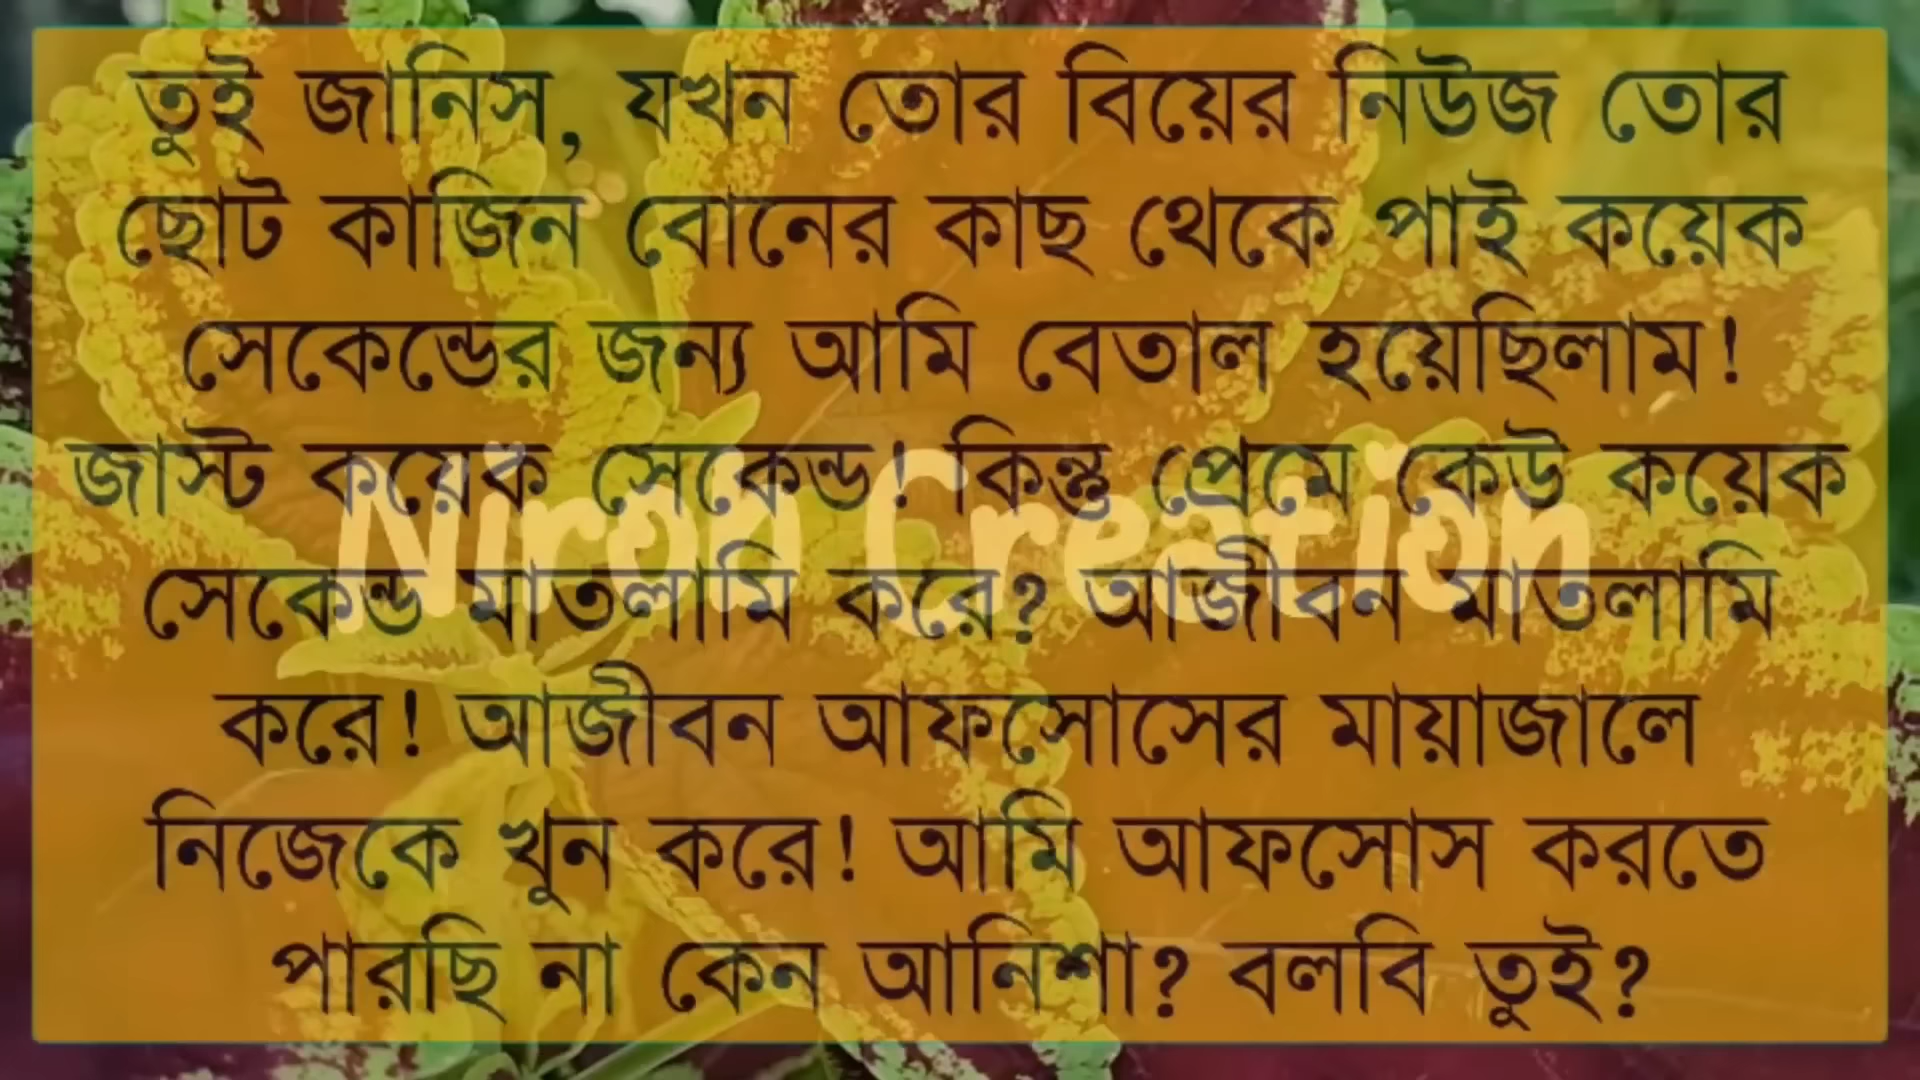 তুই জানিস, যখন তোর বিয়ের নিউজ তোর
ছোট কাজিন বোনের কাছ থেকে পাই কয়েক
সেকেন্ডের জন্য আমি বেতাল হয়েছিলাম!
জাস্ট কয়েক সেকেন্ড! কিন্তু প্রেমে কেউ কয়েক
Nirob Creation
সেকেন্ড মাতলামি করে? আজীবন মাতলামি
করে! আজীবন আফসোসের মায়াজালে
নিজেকে খুন করে! আমি আফসোস করতে
পারছি না কেন আনিশা? বলবি তুই?